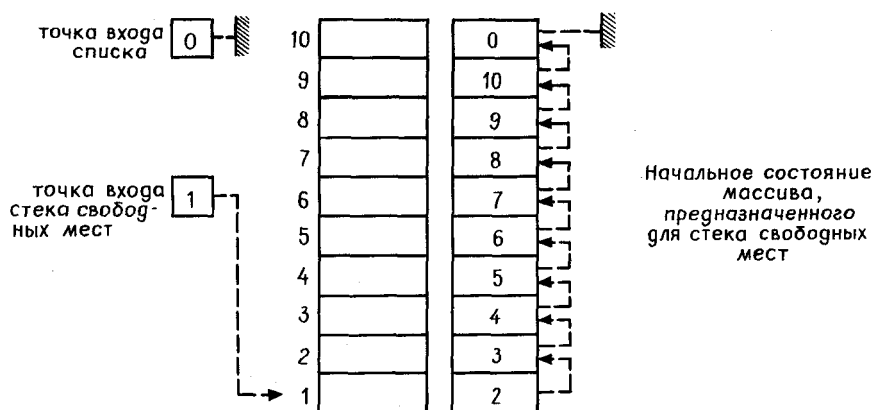 точка входа
списка
0
точка входа
стека свобод-
ных мест
1
10 0
9 10
8 9
7 8
6 7
5 6
4 5
3 4
2 3
1 2
Начальное состояние
массива,
предназначенного
для стека свободных
мест